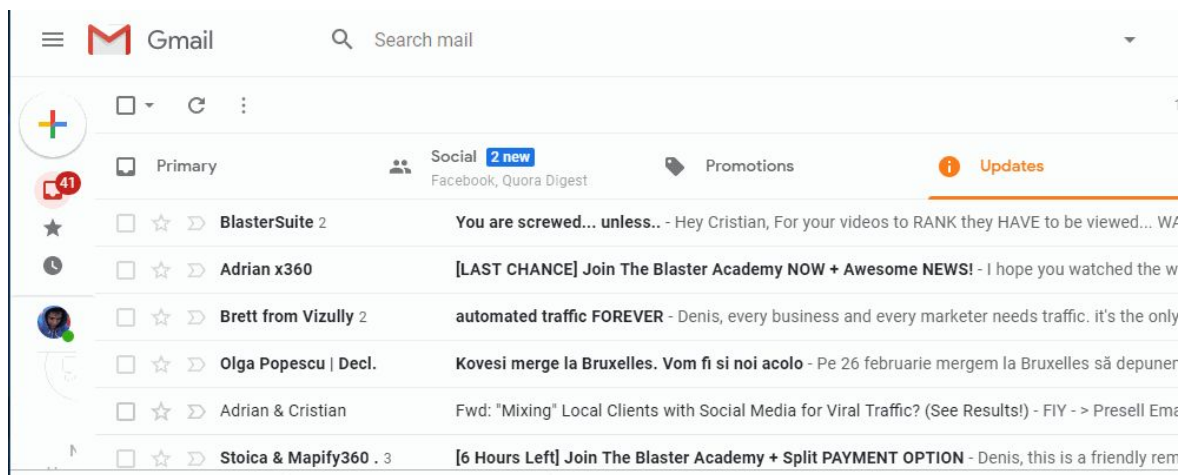 Gmail
Search mail
Primary
Social 2 new
Facebook, Quora Digest
Promotions
Updates
41
BlasterSuite 2 You are screwed... unless.. - Hey Cristian, For your videos to RANK they HAVE to be viewed... WA
Adrian x360 [LAST CHANCE] Join The Blaster Academy NOW + Awesome NEWS! - I hope you watched the w
Brett from Vizully 2 automated traffic FOREVER - Denis, every business and every marketer needs traffic. it's the only
Olga Popescu | Decl. Kovesi merge la Bruxelles. Vom fi si noi acolo - Pe 26 februarie mergem la Bruxelles să depunem
Adrian & Cristian Fwd: "Mixing" Local Clients with Social Media for Viral Traffic? (See Results!) - FIY - > Presell Ema
Stoica & Mapify360 . 3 [6 Hours Left] Join The Blaster Academy + Split PAYMENT OPTION - Denis, this is a friendly rem